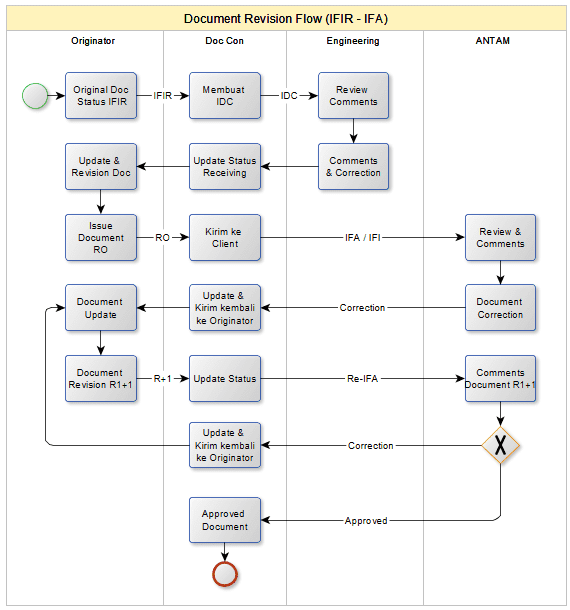 Document Revision Flow (IFIR - IFA)
Originator
Doc Con
Engineering
ANTAM
Original Doc
Status IFIR
IFIR
Membuat
IDC
IDC
Review
Comments
Update &
Revision Doc
Update Status
Receiving
Comments
& Correction
Issue
Document
RO
RO
Kirim ke
Client
IFA / IFI
Review &
Comments
Document
Update
Update &
Kirim kembali
ke Originator
Correction
Document
Correction
Document
Revision R1+1
R+1
Update Status
Re-IFA
Comments
Document R1+1
Update &
Kirim kembali
ke Originator
Correction
X
Approved
Document
Approved